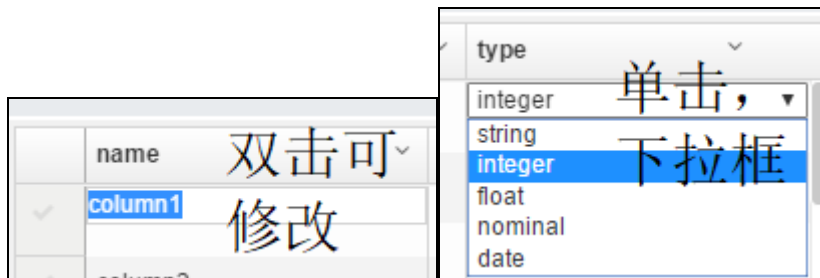 name
双击可
修改
column1
column2
type
单击，
下拉框
integer
string
integer
float
nominal
date